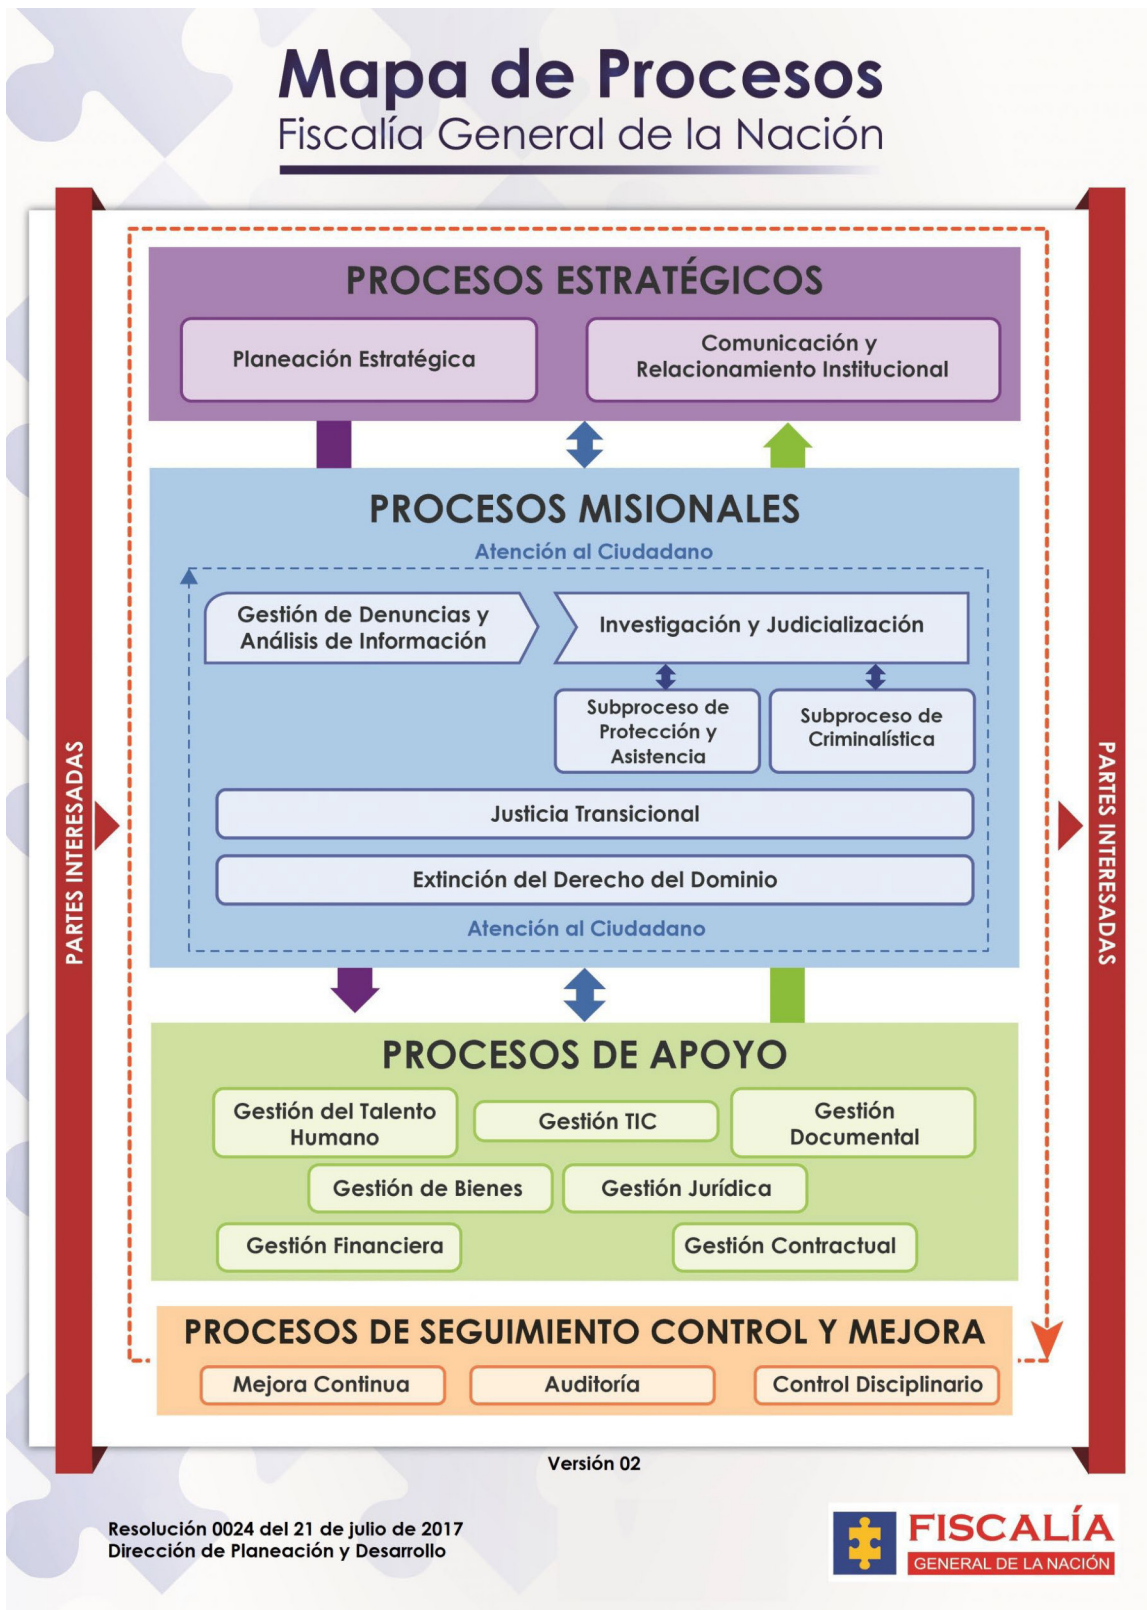 Mapa de Procesos
Fiscalía General de la Nación
PROCESOS ESTRATÉGICOS
Planeación Estratégica
Comunicación y
Relacionamiento Institucional
PROCESOS MISIONALES
Atención al Ciudadano
Gestión de Denuncias y
Análisis de Información
Investigación y Judicialización
Subproceso de
Protección y
Asistencia
Subproceso de
Criminalística
Justicia Transicional
Extinción del Derecho del Dominio
Atención al Ciudadano
PARTES INTERESADAS
PARTES INTERESADAS
PROCESOS DE APOYO
Gestión del Talento
Humano
Gestión TIC
Gestión
Documental
Gestión de Bienes
Gestión Jurídica
Gestión Financiera
Gestión Contractual
PROCESOS DE SEGUIMIENTO CONTROL Y MEJORA
Mejora Continua
Auditoría
Control Disciplinario
Versión 02
Resolución 0024 del 21 de julio de 2017
Dirección de Planeación y Desarrollo
FISCALÍA
GENERAL DE LA NACIÓN